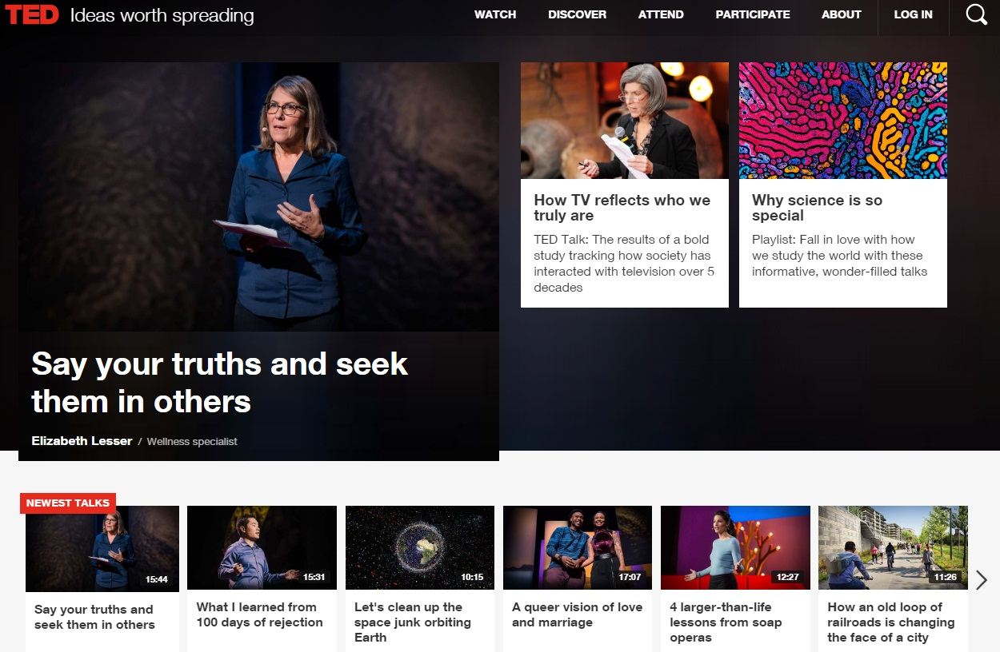 TED Ideas worth spreading
WATCH DISCOVER ATTEND PARTICIPATE ABOUT LOG IN
Say your truths and seek
them in others
Elizabeth Lesser / Wellness specialist
How TV reflects who we
truly are
TED Talk: The results of a bold
study tracking how society has
interacted with television over 5
decades
Why science is so
special
Playlist: Fall in love with how
we study the world with these
informative, wonder-filled talks
NEWEST TALKS
15:44
Say your truths and
seek them in others
15:31
What I learned from
100 days of rejection
10:15
Let's clean up the
space junk orbiting
Earth
17:07
A queer vision of love
and marriage
12:27
4 larger-than-life
lessons from soap
operas
11:26
How an old loop of
railroads is changing
the face of a city